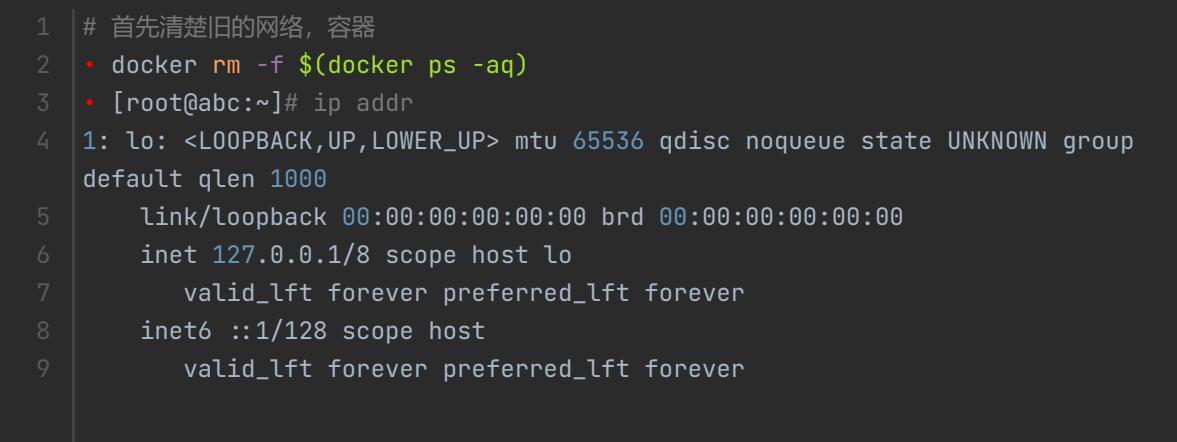 1 # 首先清楚旧的网络，容器
2 • docker rm -f $(docker ps -aq)
3 • [root@abc:~]# ip addr
4 1: lo: <LOOPBACK,UP,LOWER_UP> mtu 65536 qdisc noqueue state UNKNOWN group
default qlen 1000
5 link/loopback 00:00:00:00:00:00 brd 00:00:00:00:00:00
6 inet 127.0.0.1/8 scope host lo
7 valid_lft forever preferred_lft forever
8 inet6 ::1/128 scope host
9 valid_lft forever preferred_lft forever